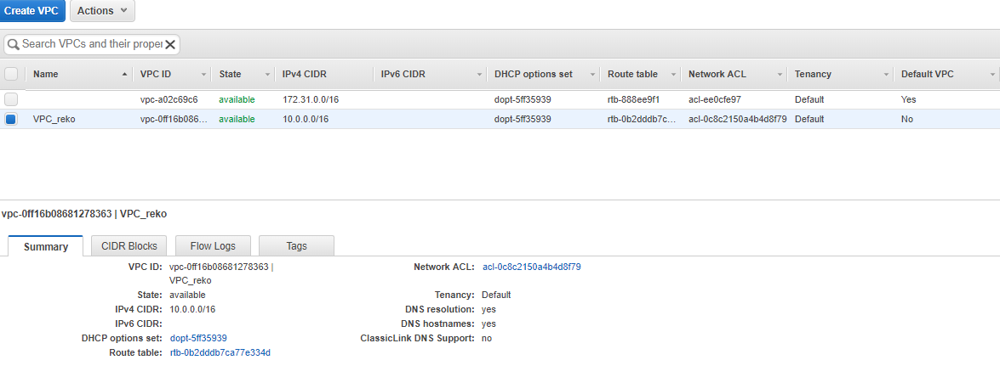 Create VPC Actions
Search VPCs and their proper
Name VPC ID State IPv4 CIDR IPv6 CIDR DHCP options set Route table Network ACL Tenancy Default VPC
vpc-a02c69c6 available 172.31.0.0/16 dopt-5ff35939 rtb-888ee9f1 acl-ee0cfe97 Default Yes
VPC_reko vpc-0ff16b086... available 10.0.0.0/16 dopt-5ff35939 rtb-0b2dddb7c... acl-0c8c2150a4b4d8f79 Default No
vpc-0ff16b08681278363 | VPC_reko
Summary CIDR Blocks Flow Logs Tags
VPC ID: vpc-0ff16b08681278363 | Network ACL: acl-0c8c2150a4b4d8f79
VPC_reko
State: available Tenancy: Default
IPv4 CIDR: 10.0.0.0/16 DNS resolution: yes
IPv6 CIDR: DNS hostnames: yes
DHCP options set: dopt-5ff35939 ClassicLink DNS Support: no
Route table: rtb-0b2dddb7ca77e334d